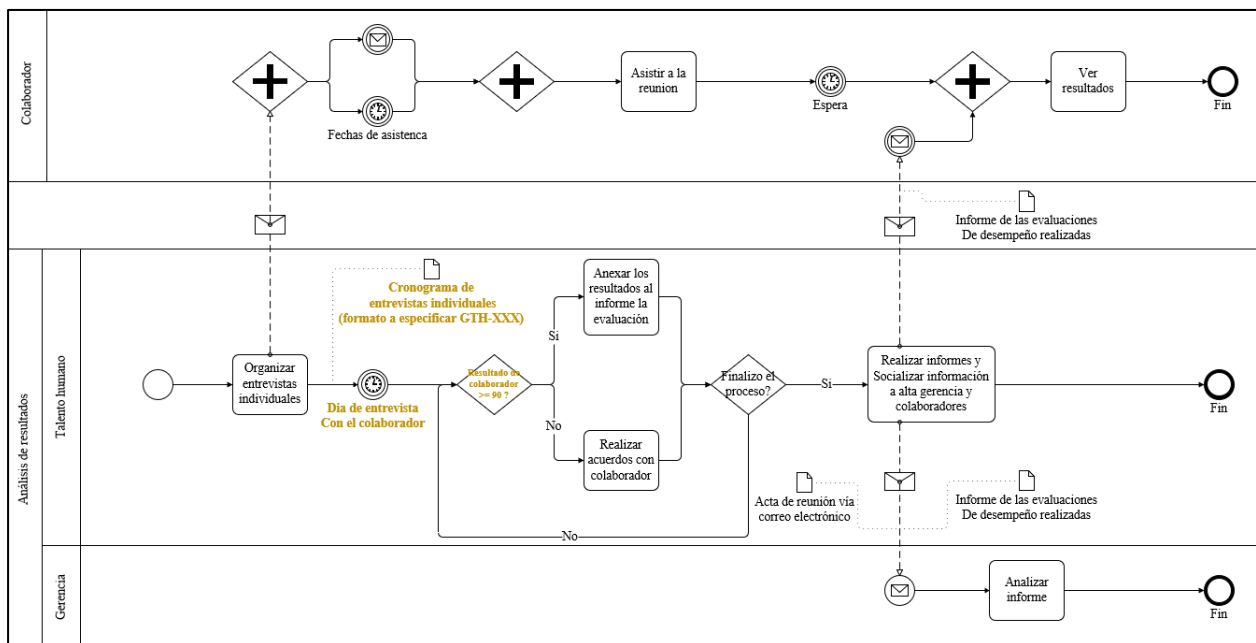 Colaborador
Fechas de asistenca
Asistir a la
reunion
Espera
Ver
resultados
Fin
Informe de las evaluaciones
De desempeño realizadas
Análisis de resultados
Talento humano
Organizar
entrevistas
individuales
Cronograma de
entrevistas individuales
(formato a especificar GTH-XXX)
Dia de entrevista
Con el colaborador
Resultado de
colaborador
>= 90 ?
Si
No
Anexar los
resultados al
informe la
evaluación
Realizar
acuerdos con
colaborador
Finalizo el
proceso?
Si
No
Realizar informes y
Socializar información
a alta gerencia y
colaboradores
Fin
Acta de reunión vía
correo electrónico
Informe de las evaluaciones
De desempeño realizadas
Gerencia
Analizar
informe
Fin